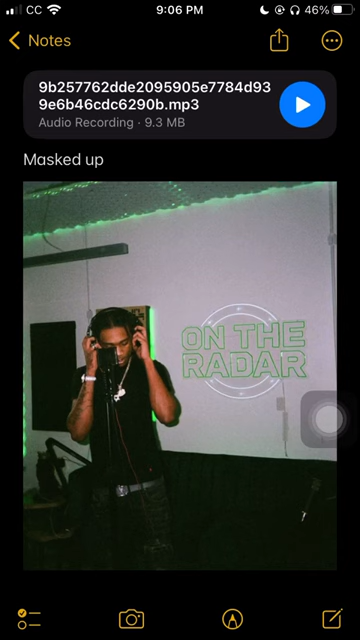 CC
9:06 PM
46%
Notes
9b257762dde2095905e7784d93
9e6b46cdc6290b.mp3
Audio Recording · 9.3 MB
Masked up
ON THE
RADAR